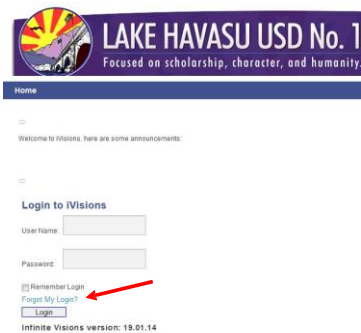 LAKE HAVASU USD No. 1
Focused on scholarship, character, and humanity.
Home
Welcome to iVisions. here are some announcements:
Login to iVisions
User Name:
Password:
Remember Login
Forgot My Login?
Login
Infinite Visions version: 19.01.14